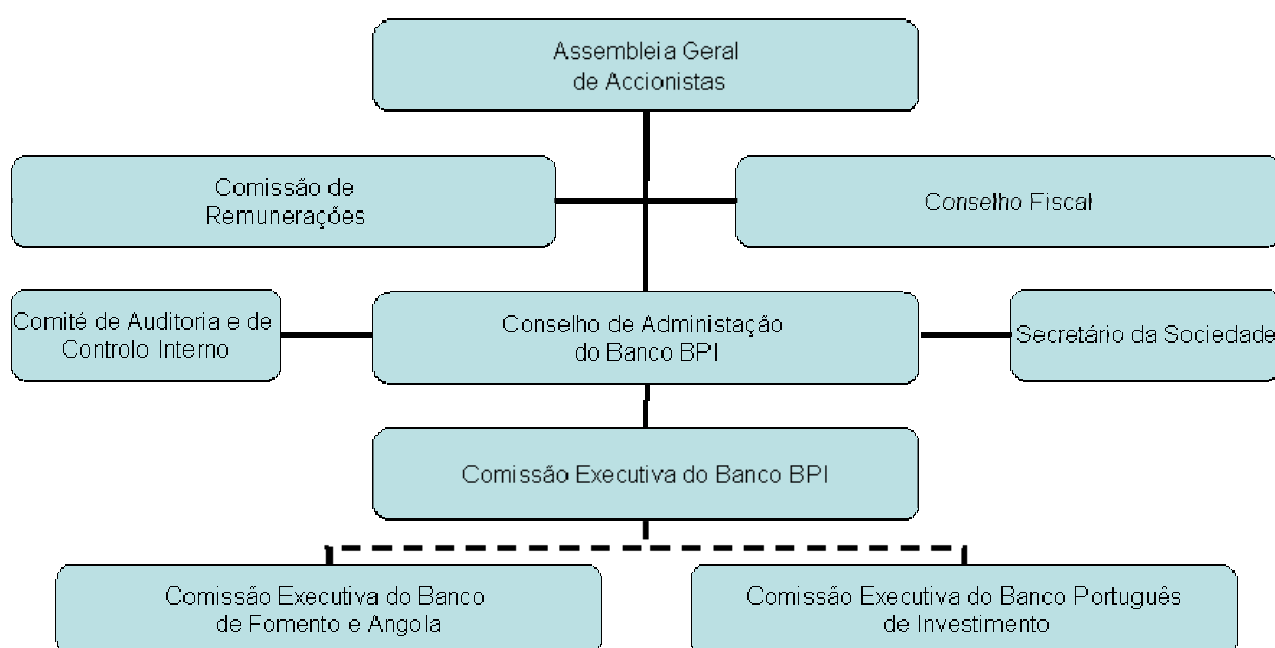 Assembleia Geral
de Accionistas
Comissão de
Remunerações
Conselho Fiscal
Comité de Auditoria e de
Controlo Interno
Conselho de Administação
do Banco BPI
Secretário da Sociedade
Comissão Executiva do Banco BPI
Comissão Executiva do Banco
de Fomento e Angola
Comissão Executiva do Banco Português
de Investimento